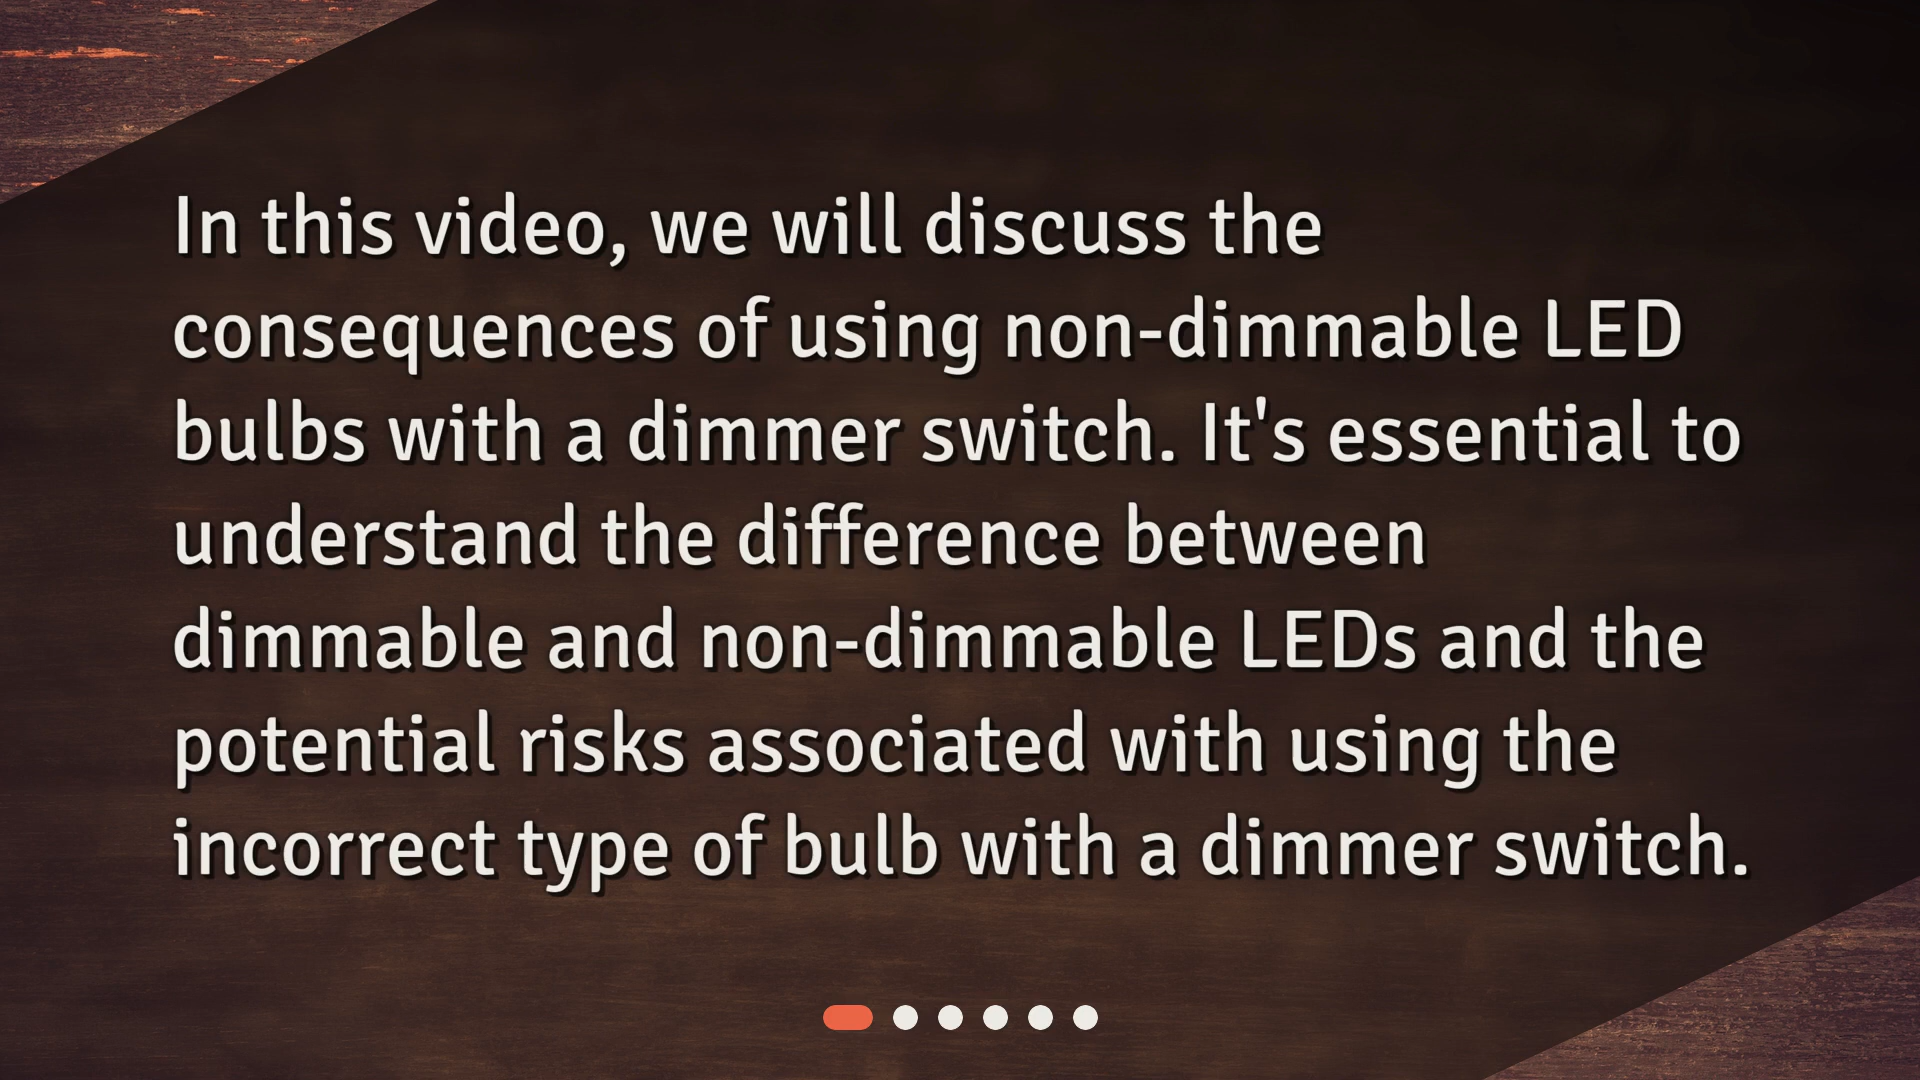 In this video, we will discuss the
consequences of using non-dimmable LED
bulbs with a dimmer switch. It's essential to
understand the difference between
dimmable and non-dimmable LEDs and the
potential risks associated with using the
incorrect type of bulb with a dimmer switch.